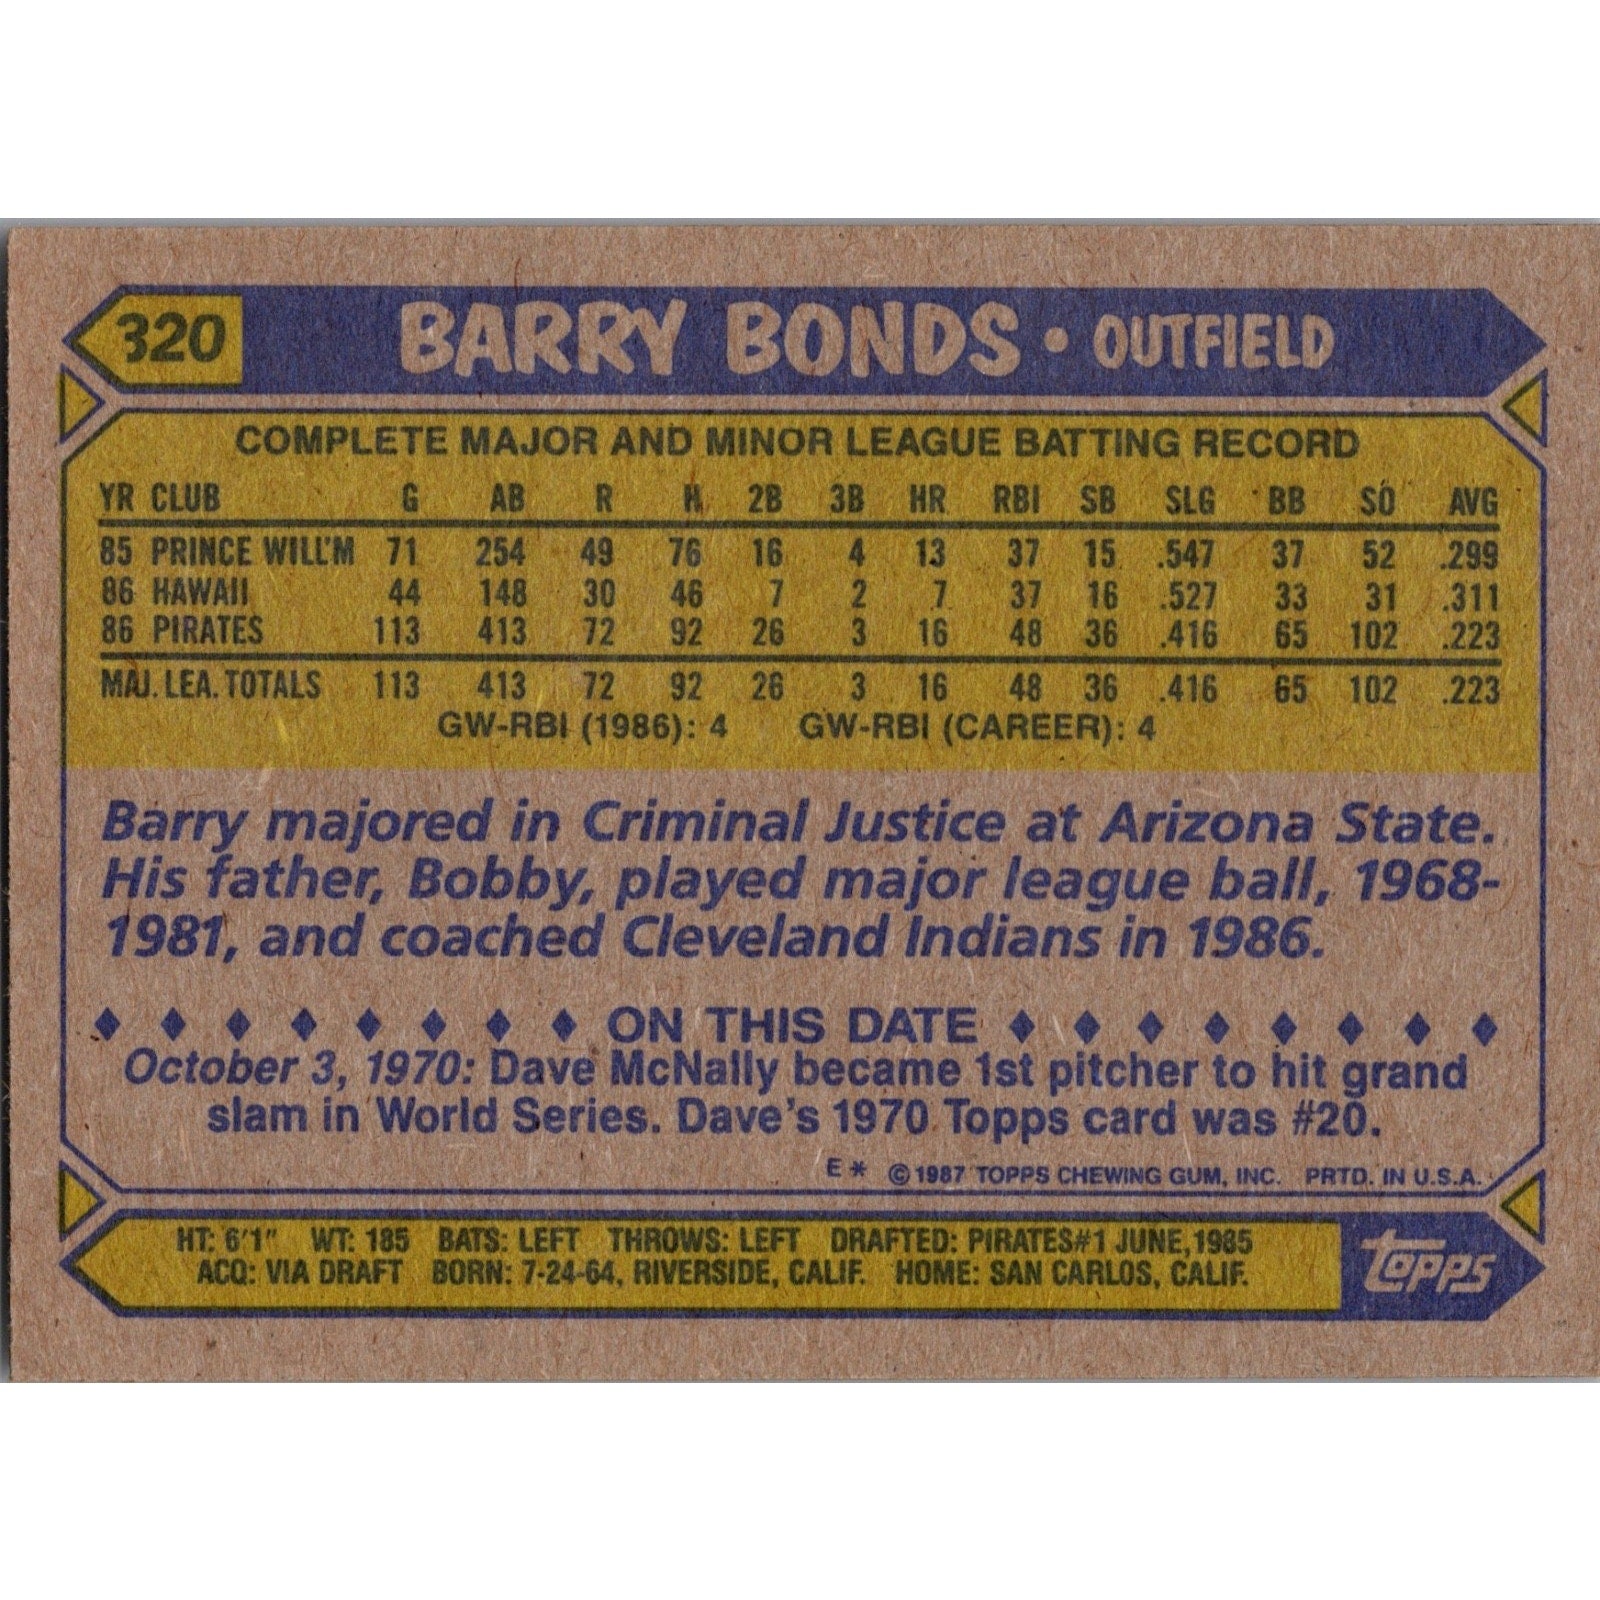 320 BARRY BONDS • OUTFIELD
COMPLETE MAJOR AND MINOR LEAGUE BATTING RECORD
YR CLUB G AB R H 2B 3B HR RBI SB SLG BB SO AVG
85 PRINCE WILL'M 71 254 49 76 16 4 13 37 15 .547 37 52 .299
86 HAWAII 44 148 30 46 7 2 7 37 16 .527 33 31 .311
86 PIRATES 113 413 72 92 26 3 16 48 36 .416 65 102 .223
MAJ. LEA. TOTALS 113 413 72 92 26 3 16 48 36 .416 65 102 .223
GW-RBI (1986): 4 GW-RBI (CAREER): 4
Barry majored in Criminal Justice at Arizona State.
His father, Bobby, played major league ball, 1968-
1981, and coached Cleveland Indians in 1986.
♦ ♦ ♦ ♦ ♦ ♦ ♦ ♦ ON THIS DATE ♦ ♦ ♦ ♦ ♦ ♦ ♦ ♦
October 3, 1970: Dave McNally became 1st pitcher to hit grand
slam in World Series. Dave's 1970 Topps card was #20.
E* ©1987 TOPPS CHEWING GUM, INC. PRTD. IN U.S.A.
HT: 6'1" WT: 185 BATS: LEFT THROWS: LEFT DRAFTED: PIRATES#1 JUNE,1985
ACQ: VIA DRAFT BORN: 7-24-64, RIVERSIDE, CALIF. HOME: SAN CARLOS, CALIF.
topps